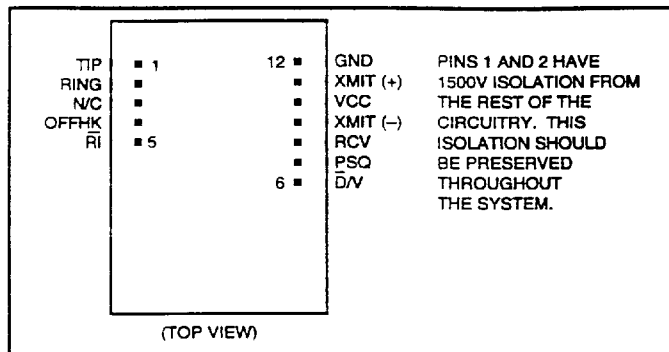 TIP 1 12 GND PINS 1 AND 2 HAVE
RING XMIT (+) 1500V ISOLATION FROM
N/C VCC THE REST OF THE
OFFHK XMIT (–) CIRCUITRY. THIS
R̅I̅ 5 RCV ISOLATION SHOULD
PSQ BE PRESERVED
6 D̅/V THROUGHOUT
THE SYSTEM.
(TOP VIEW)